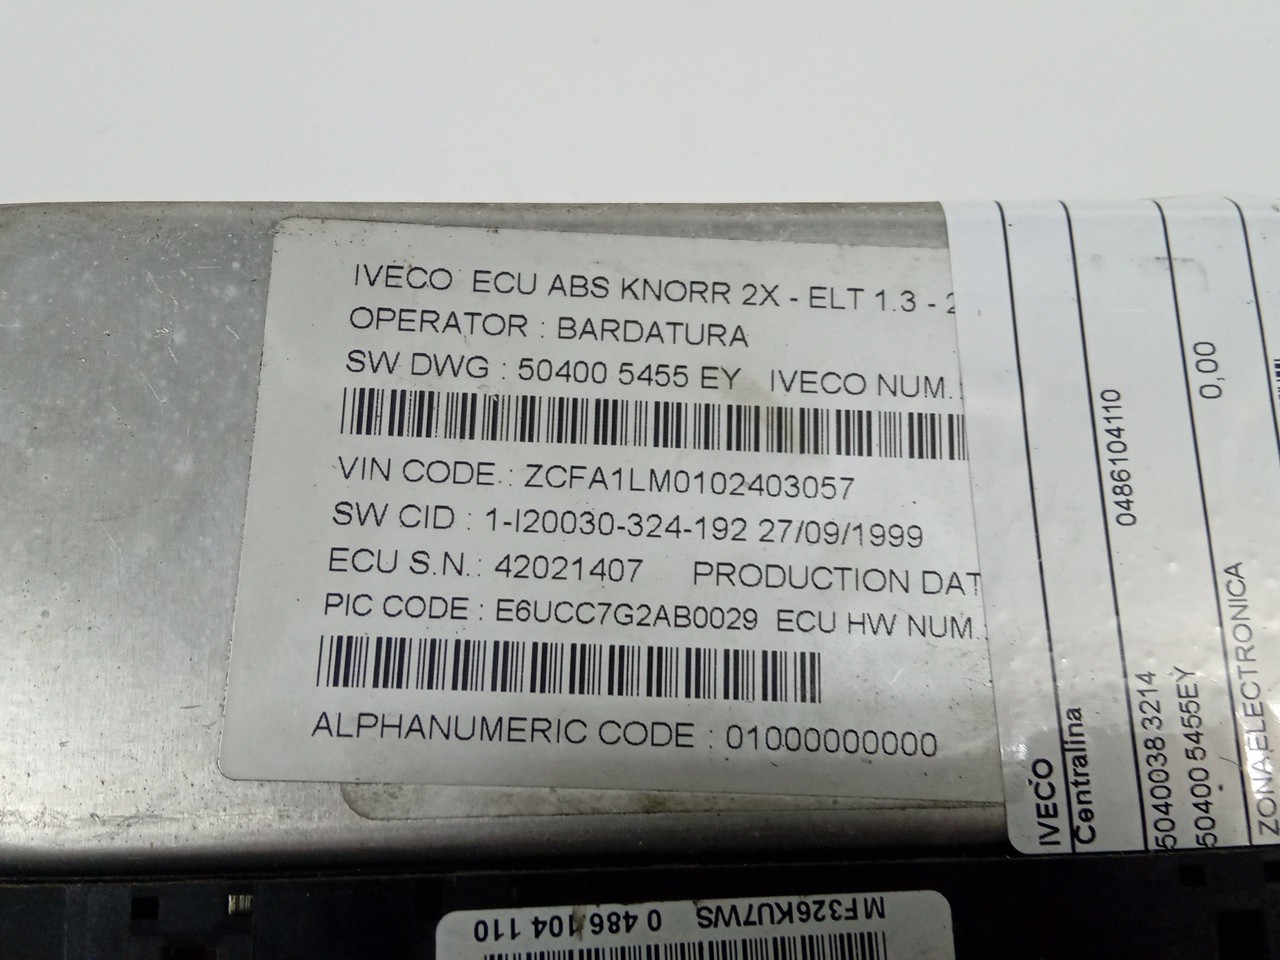 IVECO ECU ABS KNORR 2X - ELT 1.3 - 2
OPERATOR : BARDATURA
SW DWG : 50400 5455 EY IVECO NUM.
VIN CODE. : ZCFA1LM0102403057
SW CID : 1-I20030-324-192 27/09/1999
ECU S.N. : 42021407 PRODUCTION DAT
PIC CODE : E6UCC7G2AB0029 ECU HW NUM.
ALPHANUMERIC CODE : 01000000000
IVECO
Centralina 0486104110
5040038 3214
50400 5455EY 0,00
ZONA ELECTRONICA
MF326KU7WS 0 486 104 110